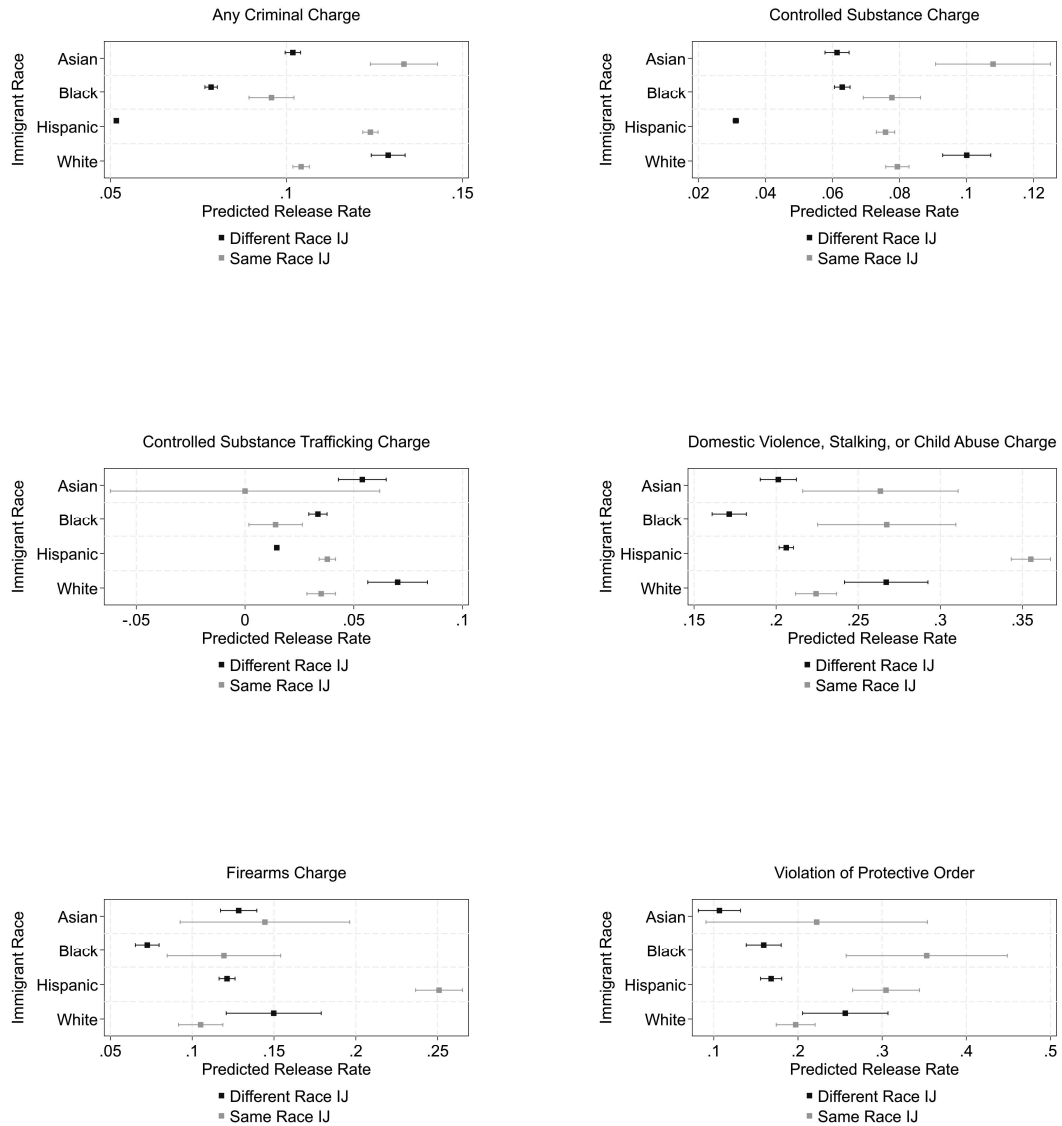 Any Criminal Charge
Immigrant Race
Asian
Black
Hispanic
White
.05 .1 .15
Predicted Release Rate
Different Race IJ
Same Race IJ
Controlled Substance Charge
Immigrant Race
Asian
Black
Hispanic
White
.02 .04 .06 .08 .1 .12
Predicted Release Rate
Different Race IJ
Same Race IJ
Controlled Substance Trafficking Charge
Immigrant Race
Asian
Black
Hispanic
White
-.05 0 .05 .1
Predicted Release Rate
Different Race IJ
Same Race IJ
Domestic Violence, Stalking, or Child Abuse Charge
Immigrant Race
Asian
Black
Hispanic
White
.15 .2 .25 .3 .35
Predicted Release Rate
Different Race IJ
Same Race IJ
Firearms Charge
Immigrant Race
Asian
Black
Hispanic
White
.05 .1 .15 .2 .25
Predicted Release Rate
Different Race IJ
Same Race IJ
Violation of Protective Order
Immigrant Race
Asian
Black
Hispanic
White
.1 .2 .3 .4 .5
Predicted Release Rate
Different Race IJ
Same Race IJ